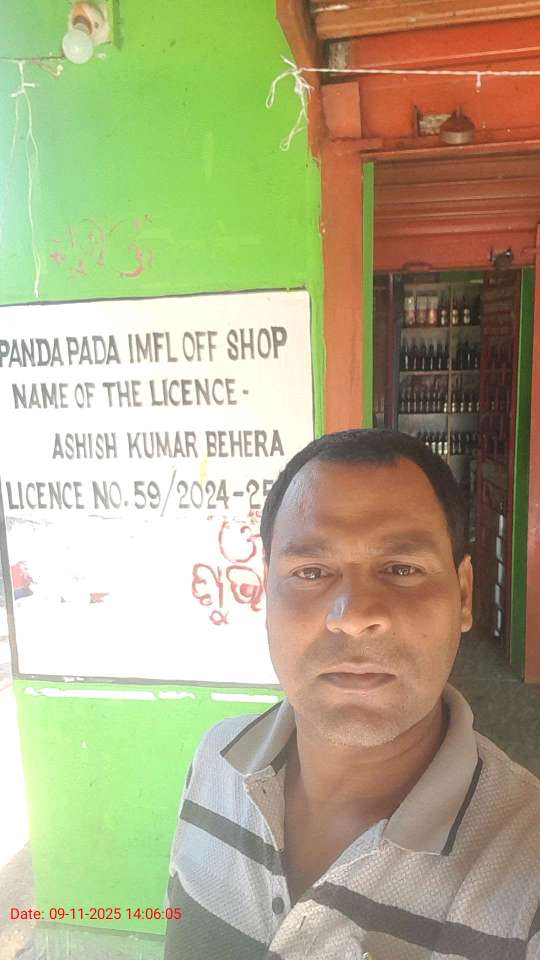 PANDA PADA IMFL OFF SHOP
NAME OF THE LICENCE -
ASHISH KUMAR BEHERA
LICENCE NO. 59/2024-25
Date: 09-11-2025 14:06:05